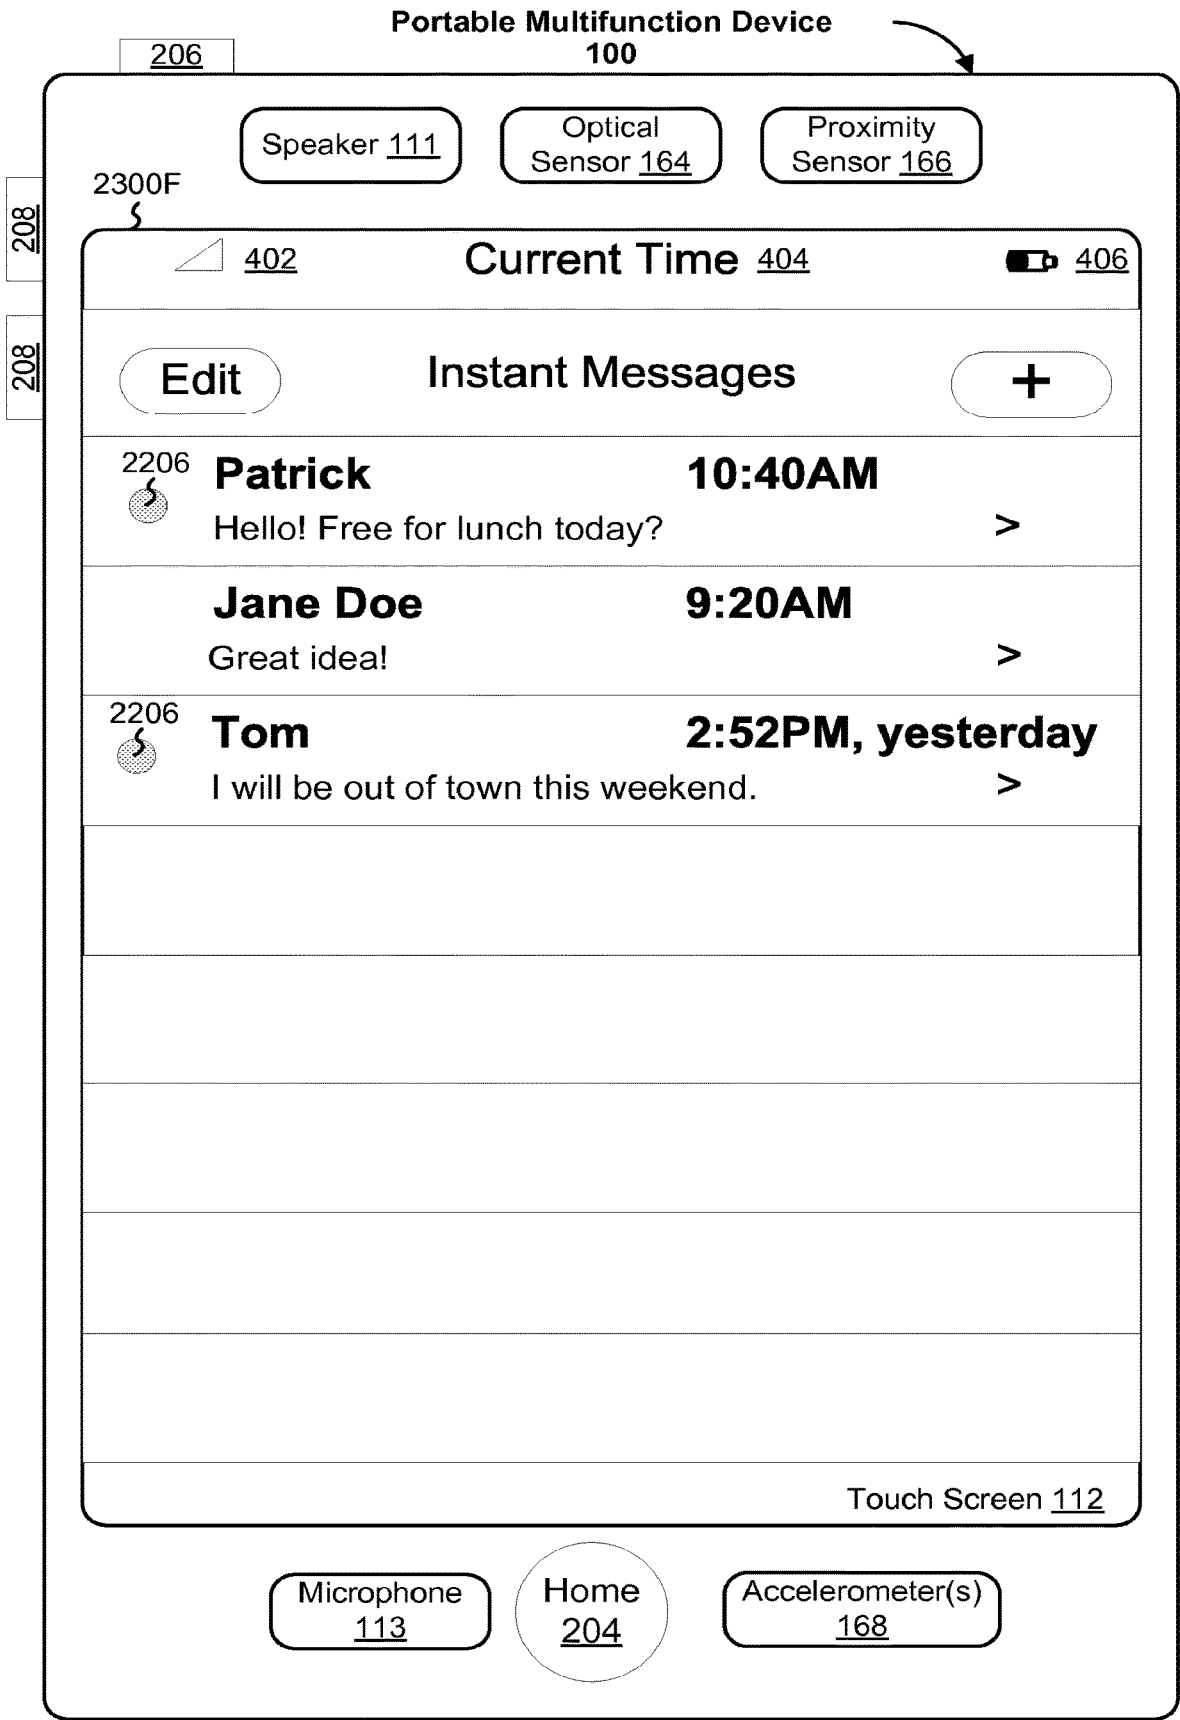 Portable Multifunction Device
100
206
Speaker 111
Optical
Sensor 164
Proximity
Sensor 166
2300F
208
208
402
Current Time 404
406
Edit
Instant Messages
+
2206
Patrick
10:40AM
Hello! Free for lunch today?
>
Jane Doe
9:20AM
Great idea!
>
2206
Tom
2:52PM, yesterday
I will be out of town this weekend.
>
Touch Screen 112
Microphone
113
Home
204
Accelerometer(s)
168